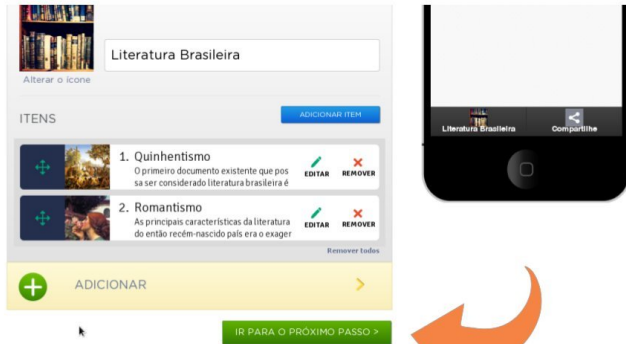 Literatura Brasileira
Alterar o icone
ITENS
ADICIONAR ITEM
1. Quinhentismo
O primeiro documento existente que pos
sa ser considerado literatura brasileira é
EDITAR REMOVER
2. Romantismo
As principais características da literatura
do então recém-nascido país era o exager
EDITAR REMOVER
Remover todos
ADICIONAR
IR PARA O PRÓXIMO PASSO >
Literatura Brasileira
Compartilhe